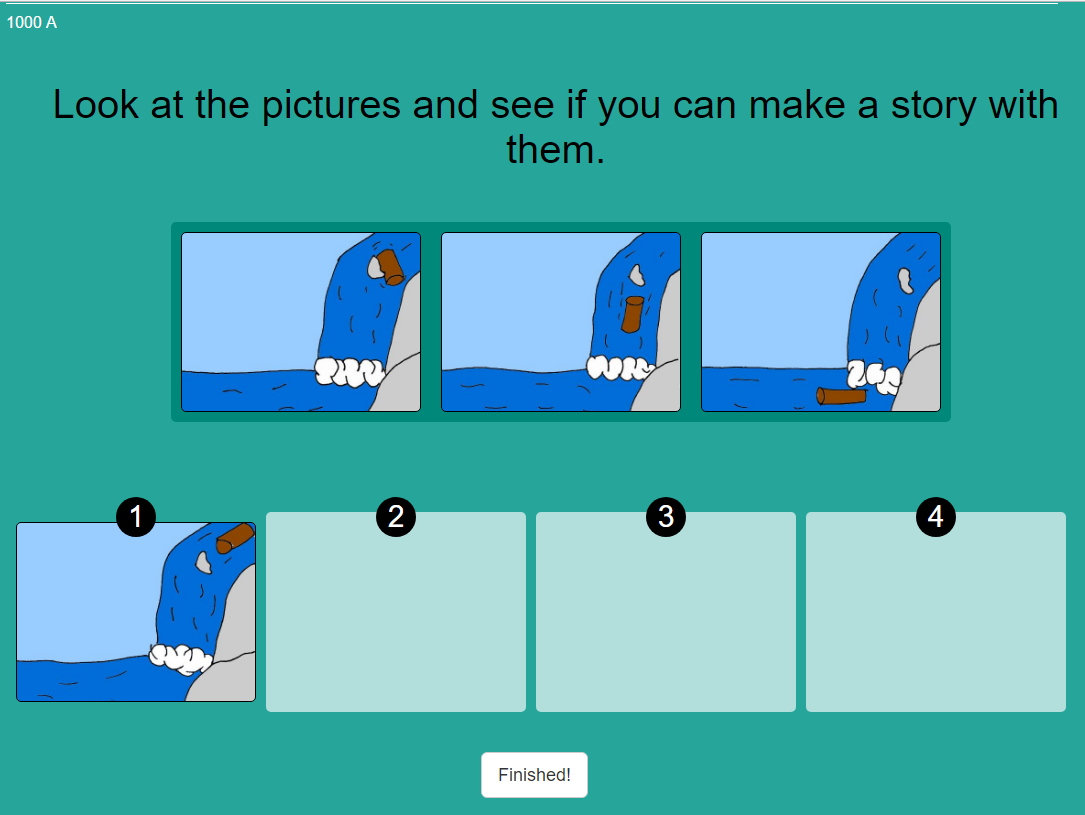 1000 A
Look at the pictures and see if you can make a story with
them.
1
2
3
4
Finished!